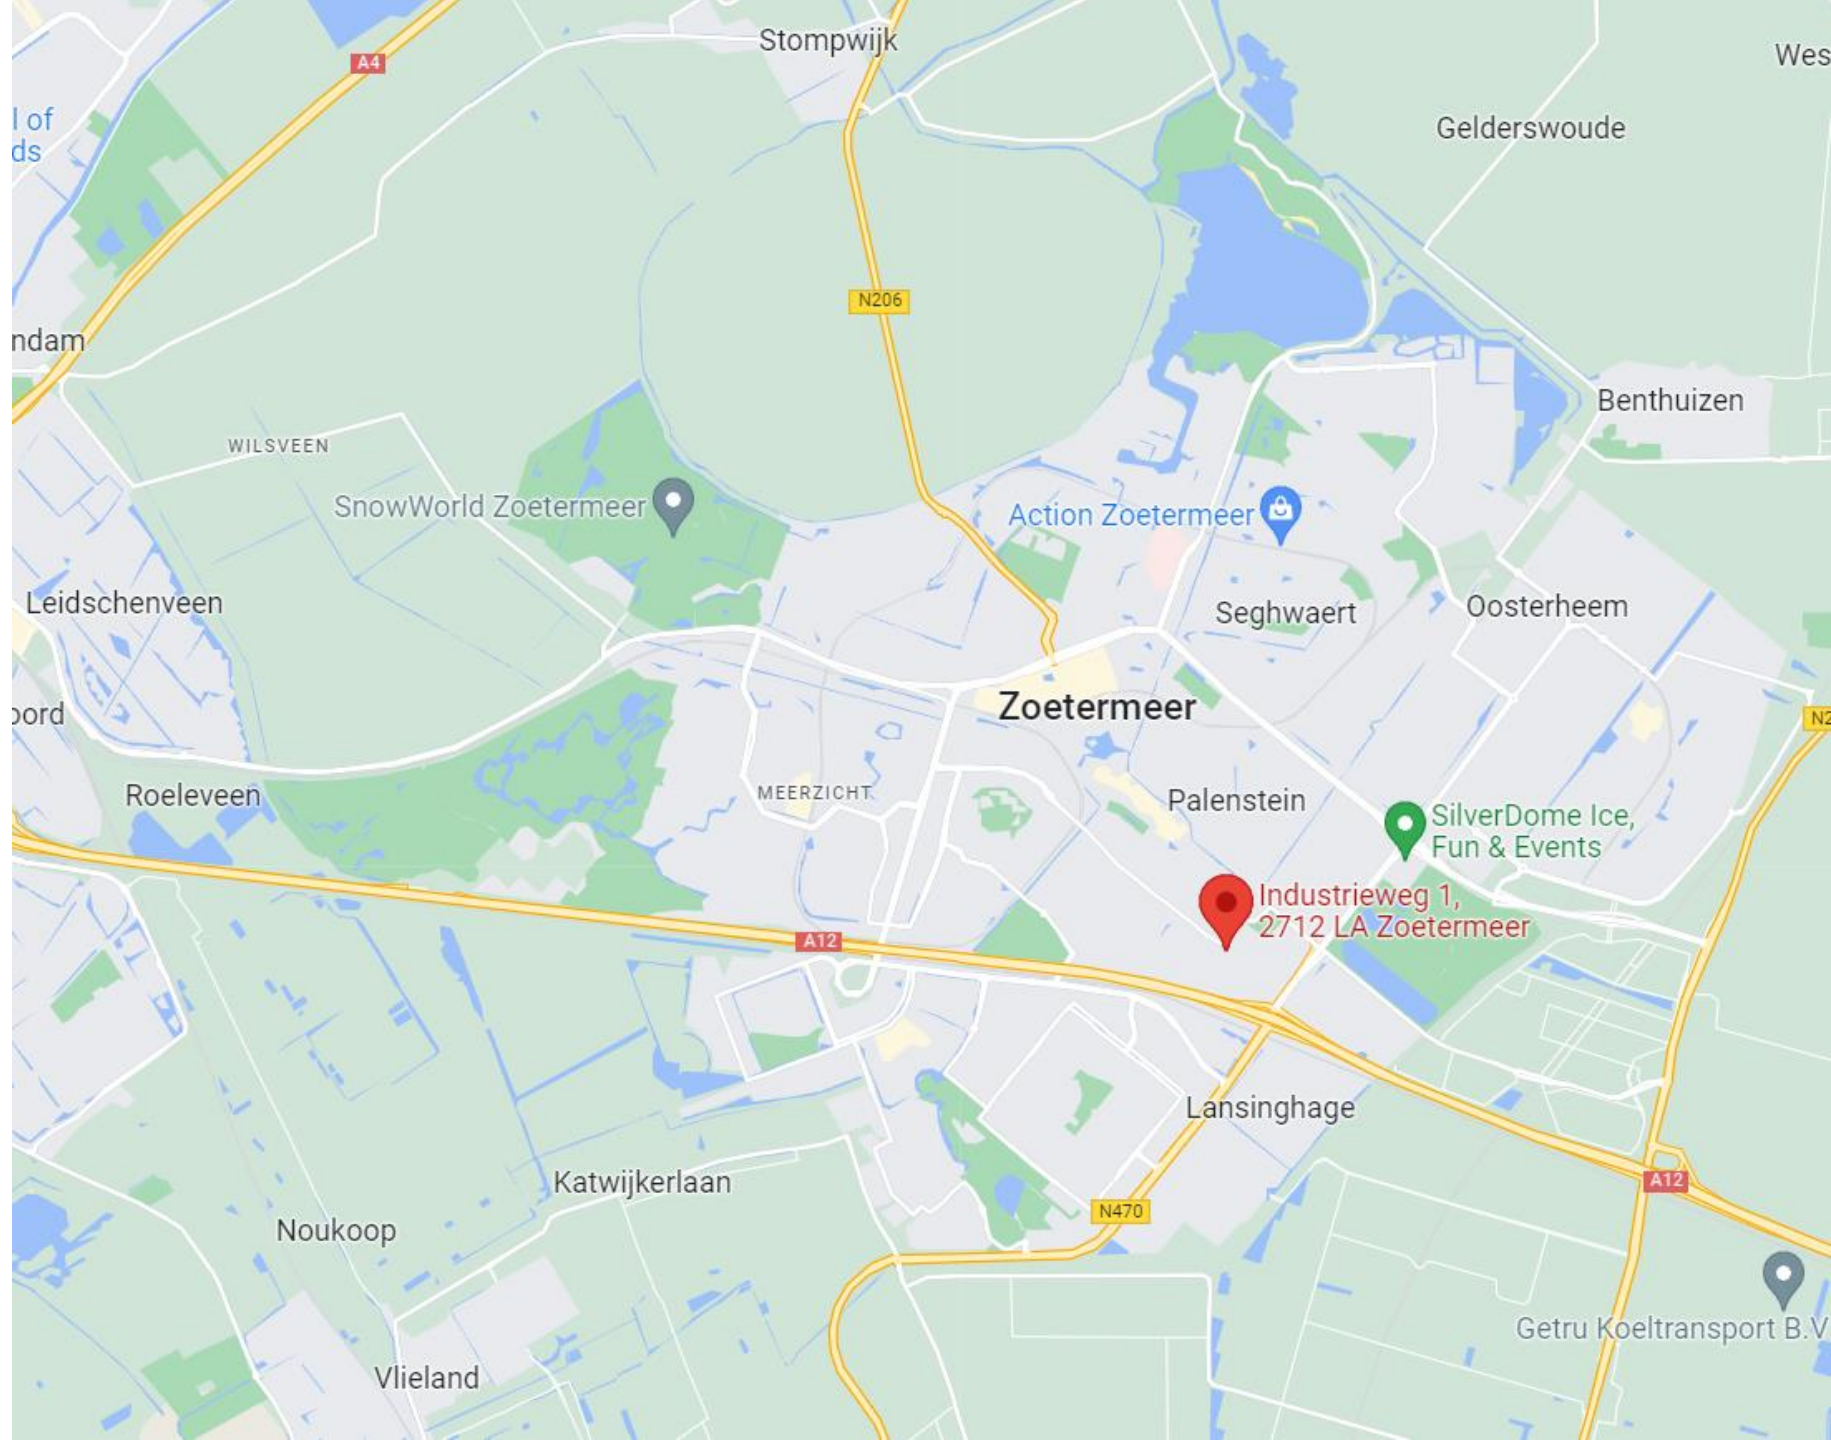 Stompwijk
A4
Wes
l of
ds
Gelderswoude
N206
ndam
Benthuizen
WILSVEEN
SnowWorld Zoetermeer
Action Zoetermeer
Leidschenveen
Seghwaert
Oosterheem
Zoetermeer
oord
N2
Roeleveen
MEERZICHT
Palenstein
SilverDome Ice,
Fun & Events
Industrieweg 1,
2712 LA Zoetermeer
A12
Lansinghage
Katwijkerlaan
A12
N470
Noukoop
Getru Koeltransport B.V
Vlieland